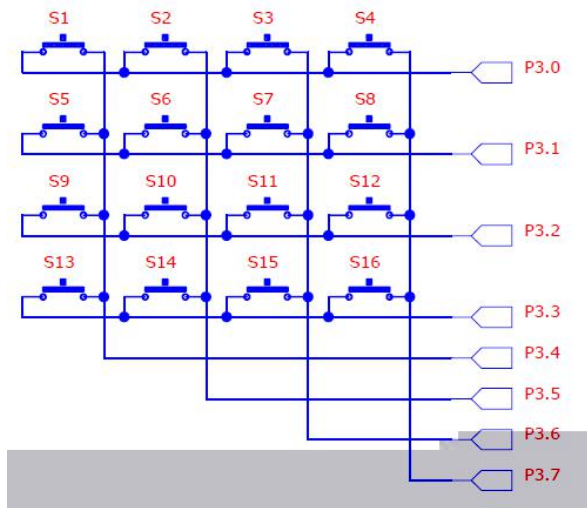 S1 S2 S3 S4
P3.0
S5 S6 S7 S8
P3.1
S9 S10 S11 S12
P3.2
S13 S14 S15 S16
P3.3
P3.4
P3.5
P3.6
P3.7